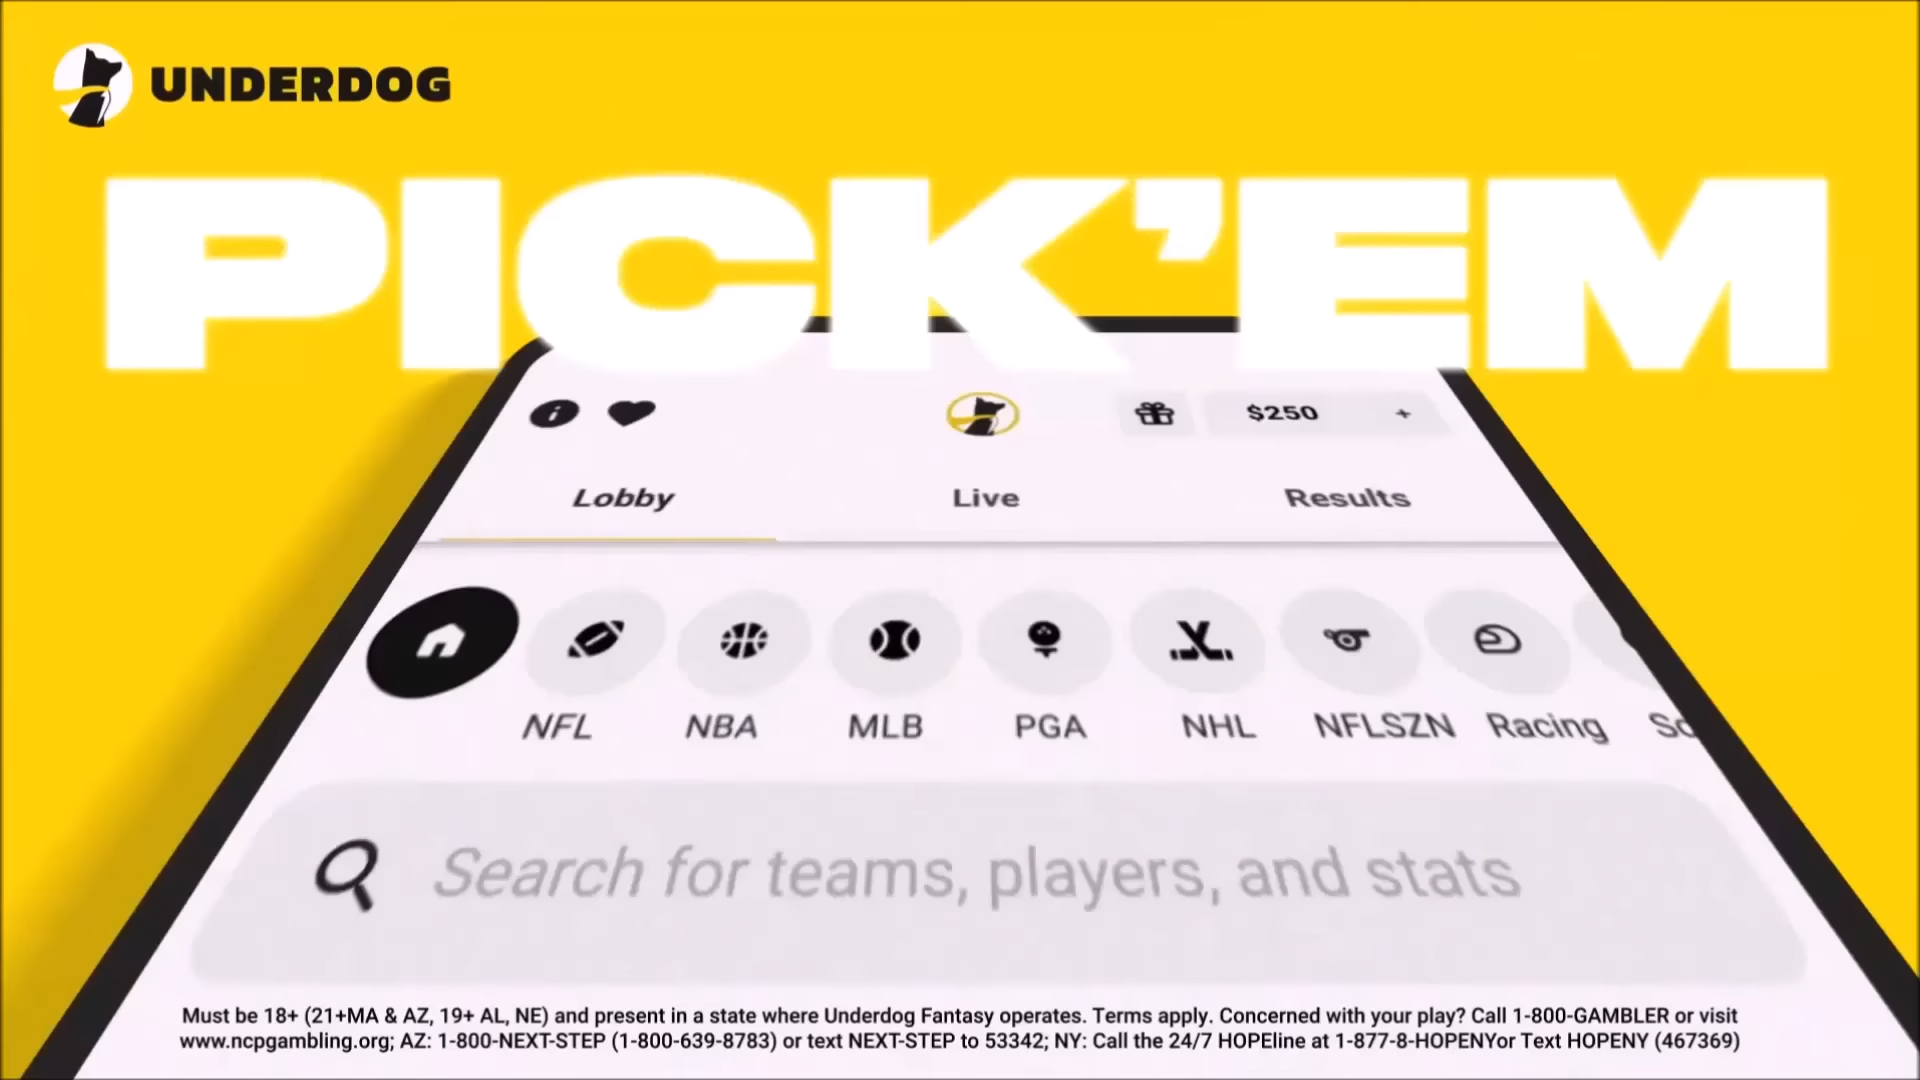 UNDERDOG
PICK'EM
$250 +
Lobby Live Results
NFL NBA MLB PGA NHL NFLSZN Racing
Search for teams, players, and stats
Must be 18+ (21+MA & AZ, 19+ AL, NE) and present in a state where Underdog Fantasy operates. Terms apply. Concerned with your play? Call 1-800-GAMBLER or visit
www.ncpgambling.org; AZ: 1-800-NEXT-STEP (1-800-639-8783) or text NEXT-STEP to 53342; NY: Call the 24/7 HOPEline at 1-877-8-HOPENYor Text HOPENY (467369)